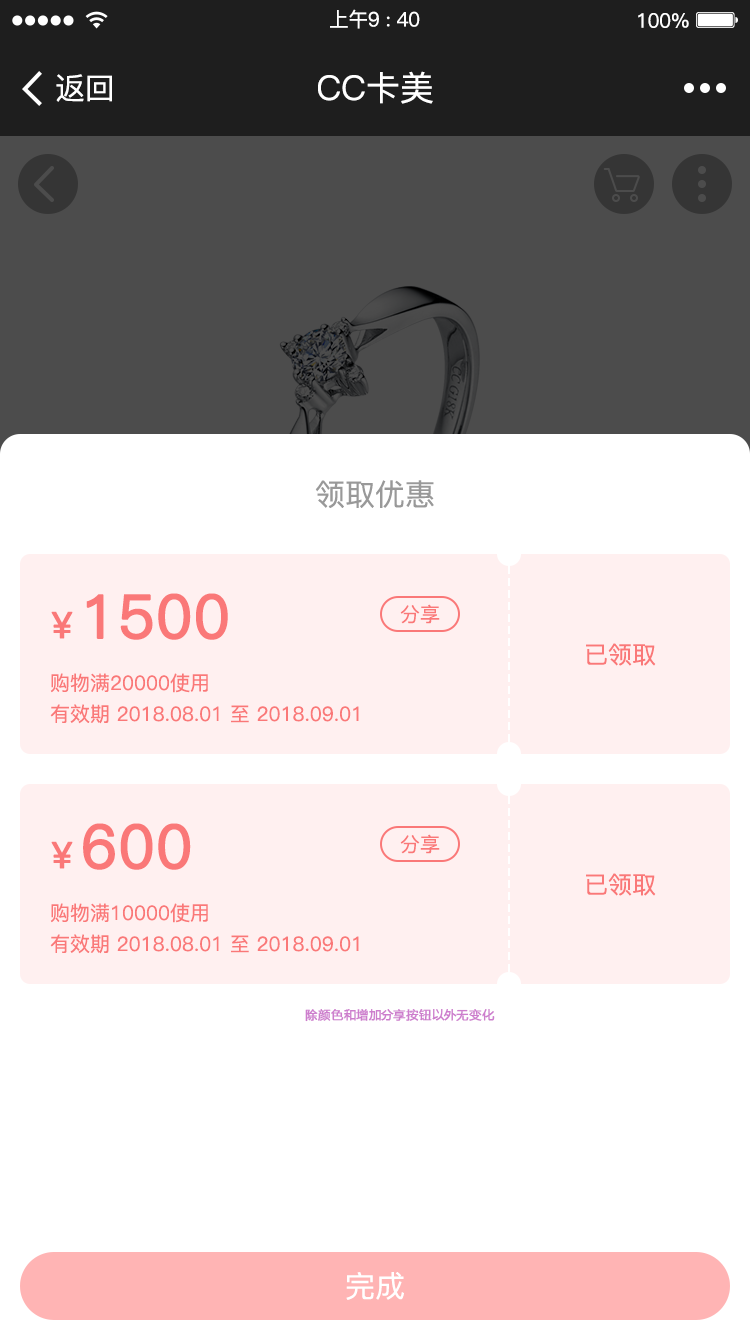 上午9 : 40
100%
返回
CC卡美
CC GINK
领取优惠
¥1500
分享
购物满20000使用
有效期 2018.08.01 至 2018.09.01
已领取
¥600
分享
购物满10000使用
有效期 2018.08.01 至 2018.09.01
已领取
除颜色和增加分享按钮以外无变化
完成